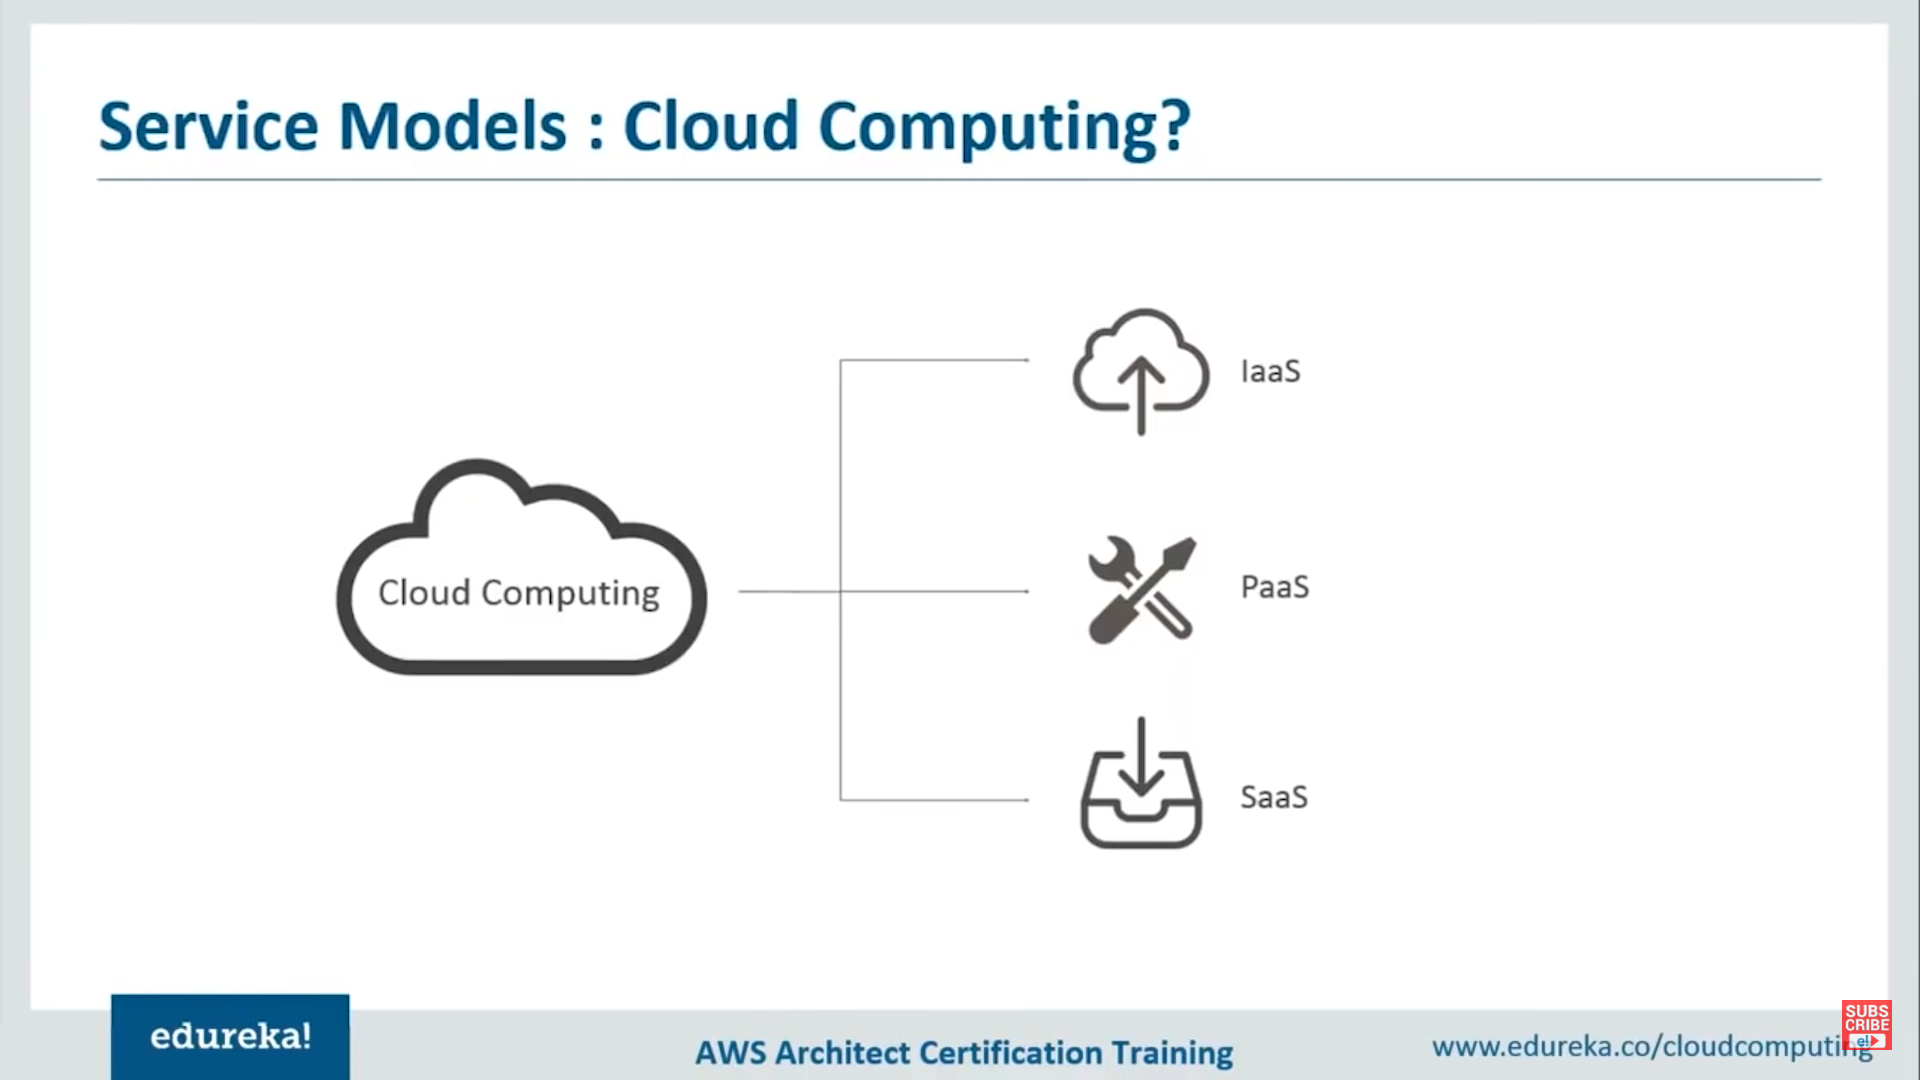 Service Models : Cloud Computing?
IaaS
Cloud Computing
PaaS
SaaS
edureka!
AWS Architect Certification Training
www.edureka.co/cloudcomputing
SUBS
CRIBE
e!